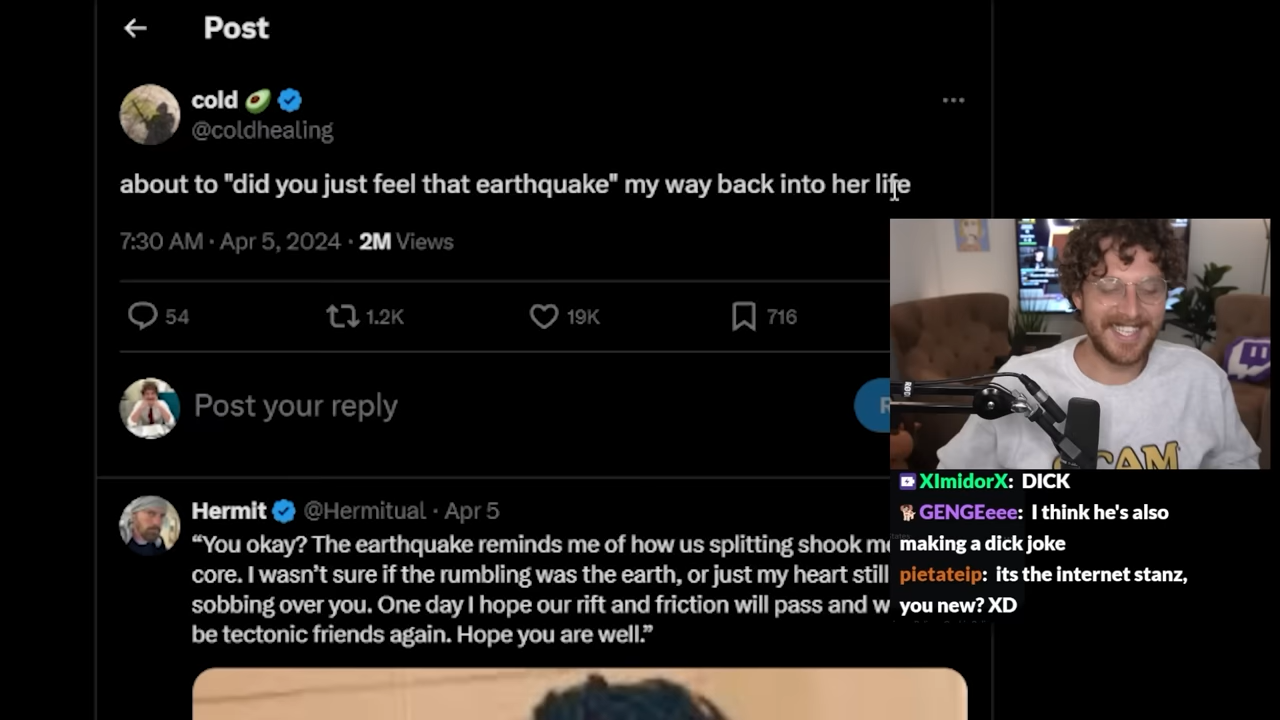 Post
cold 🥑
@coldhealing
about to "did you just feel that earthquake" my way back into her life
7:30 AM · Apr 5, 2024 · 2M Views
54 1.2K 19K 716
Post your reply
R
Hermit @Hermitual · Apr 5
“You okay? The earthquake reminds me of how us splitting shook m
core. I wasn’t sure if the rumbling was the earth, or just my heart still
sobbing over you. One day I hope our rift and friction will pass and w
be tectonic friends again. Hope you are well.”
RODE
SCAM
XImidorX: DICK
GENGEeee: I think he's also
making a dick joke
pietateip: its the internet stanz,
you new? XD